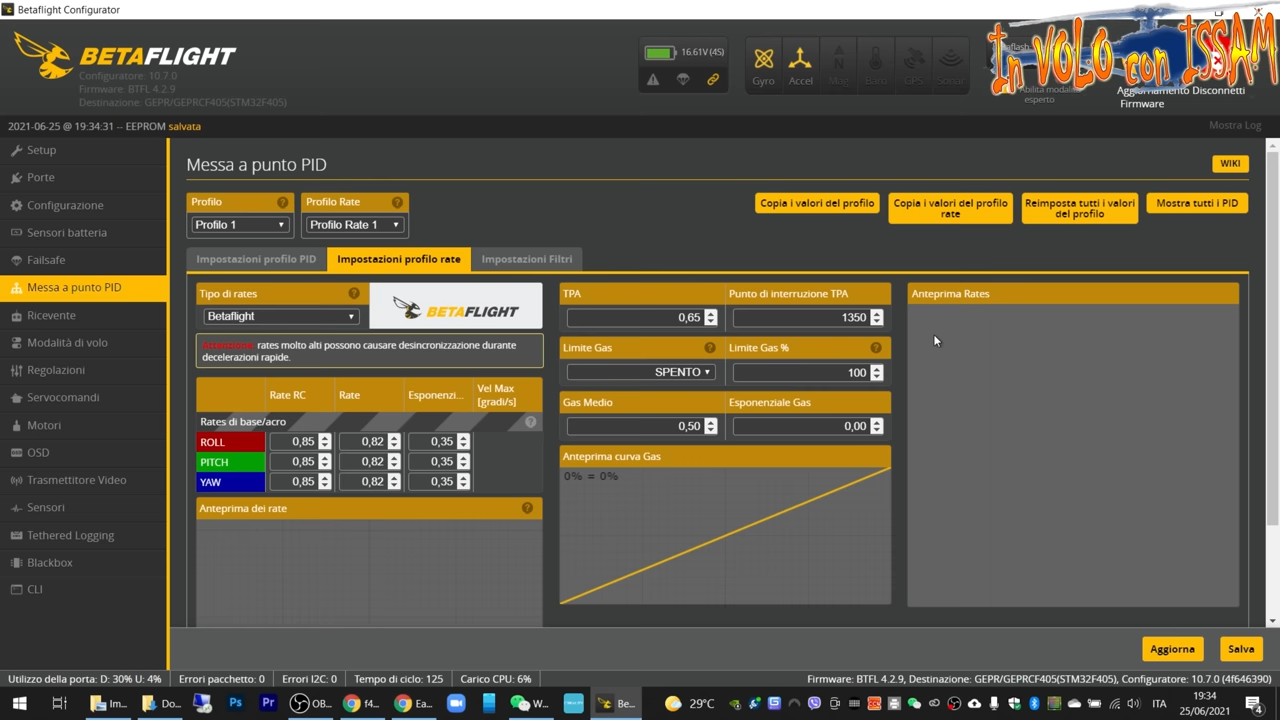 Betaflight Configurator
BETAFLIGHT
Configuratore: 10.7.0
Firmware: BTFL 4.2.9
Destinazione: GEPR/GEPRCF405(STM32F405)
16.61V (4S)
Gyro
Accel
Mag
Baro
GPS
Sonar
In VOLO con ISSAM
Abilita modalità
esperto
Aggiornamento
Firmware
Disconnetti
2021-06-25 @ 19:34:31 -- EEPROM salvata
Mostra Log
Setup
Porte
Configurazione
Sensori batteria
Failsafe
Messa a punto PID
Ricevente
Modalità di volo
Regolazioni
Servocomandi
Motori
OSD
Trasmettitore Video
Sensori
Tethered Logging
Blackbox
CLI
Messa a punto PID
WIKI
Profilo
Profilo 1
Profilo Rate
Profilo Rate 1
Copia i valori del profilo
Copia i valori del profilo
rate
Reimposta tutti i valori
del profilo
Mostra tutti i PID
Impostazioni profilo PID
Impostazioni profilo rate
Impostazioni Filtri
Tipo di rates
Betaflight
BETAFLIGHT
Attenzione: rates molto alti possono causare desincronizzazione durante
decelerazioni rapide.
Rate RC
Rate
Esponenzi...
Vel Max
[gradi/s]
Rates di base/acro
ROLL 0,85 0,82 0,35
PITCH 0,85 0,82 0,35
YAW 0,85 0,82 0,35
Anteprima dei rate
TPA
Punto di interruzione TPA
0,65
1350
Limite Gas
Limite Gas %
SPENTO
100
Gas Medio
Esponenziale Gas
0,50
0,00
Anteprima curva Gas
0% = 0%
Anteprima Rates
Aggiorna
Salva
Utilizzo della porta: D: 30% U: 4%
Errori pacchetto: 0
Errori I2C: 0
Tempo di ciclo: 125
Carico CPU: 6%
Firmware: BTFL 4.2.9, Destinazione: GEPR/GEPRCF405(STM32F405), Configuratore: 10.7.0 (4f646390)
Im...
Do...
Ps
Pr
OB...
f4...
Ea...
W...
Be...
29°C
ITA
19:34
25/06/2021
4